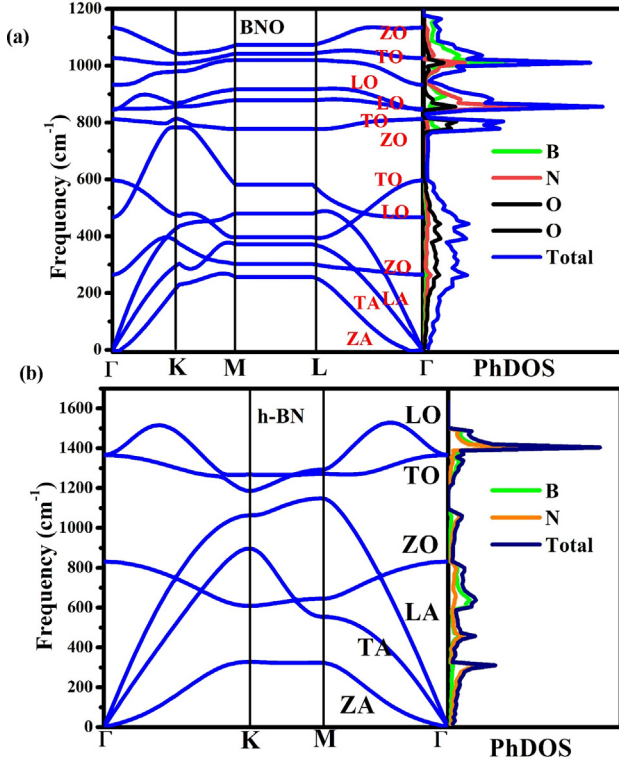 (a)
BNO
Frequency (cm⁻¹)
1200
1000
800
600
400
200
0
ZO
TO
LO
LO
TO
ZO
TO
LO
ZO
TA
LA
ZA
Γ
K
M
L
Γ
B
N
O
O
Total
PhDOS
(b)
h-BN
Frequency (cm⁻¹)
1600
1400
1200
1000
800
600
400
200
0
LO
TO
ZO
LA
TA
ZA
Γ
K
M
Γ
B
N
Total
PhDOS